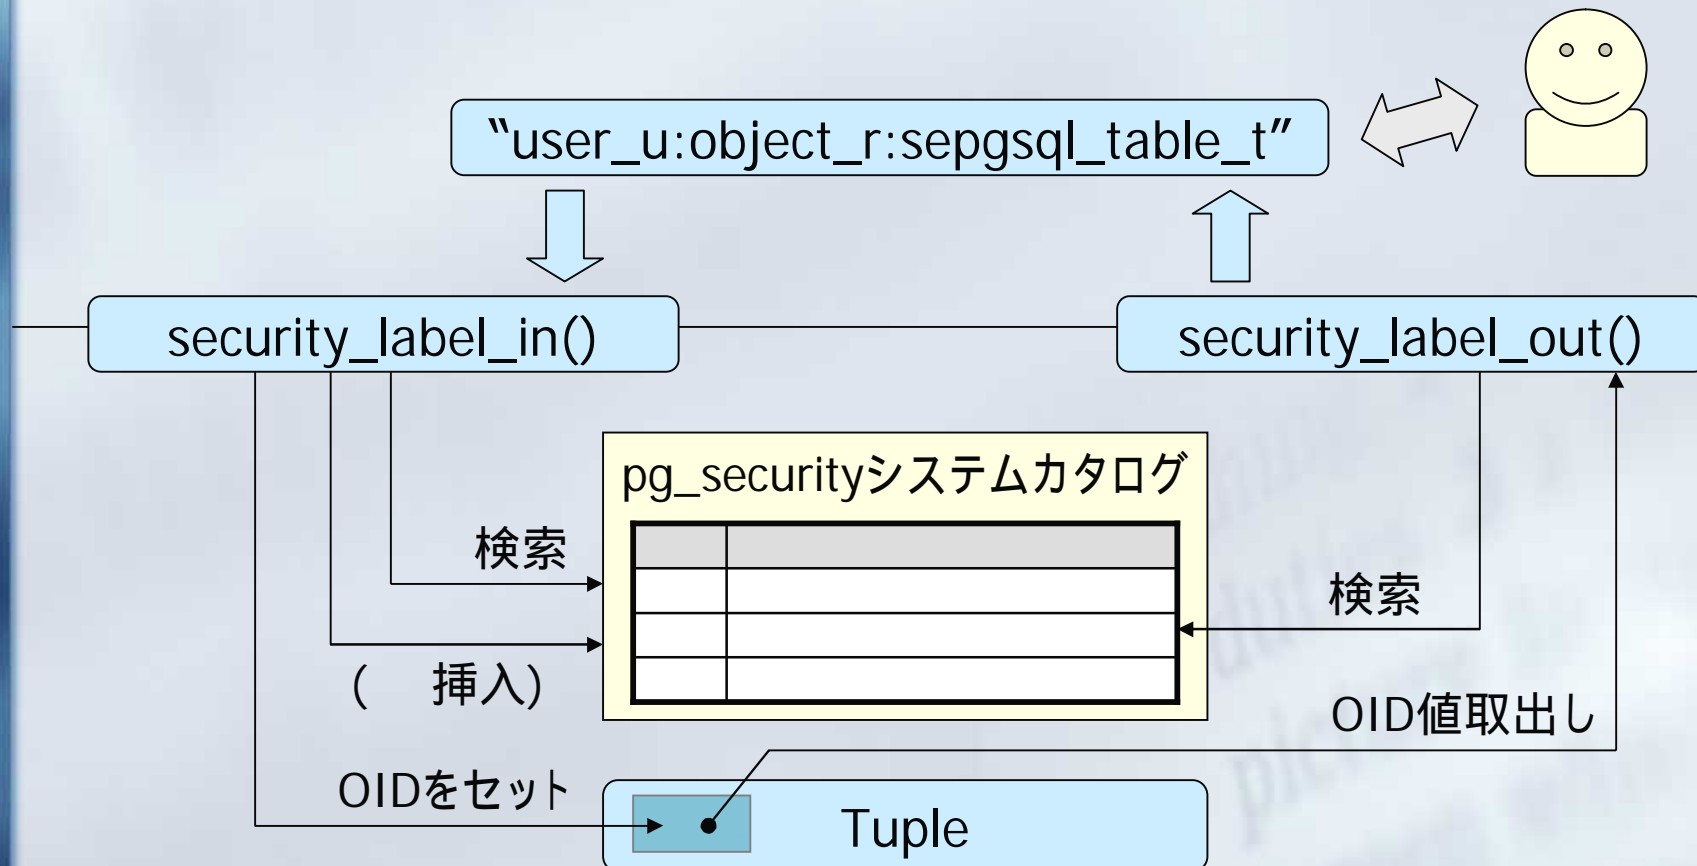 “user_u:object_r:sepgsql_table_t”
security_label_in()
security_label_out()
pg_securityシステムカタログ
検索
検索
(　挿入)
OID値取出し
OIDをセット
Tuple